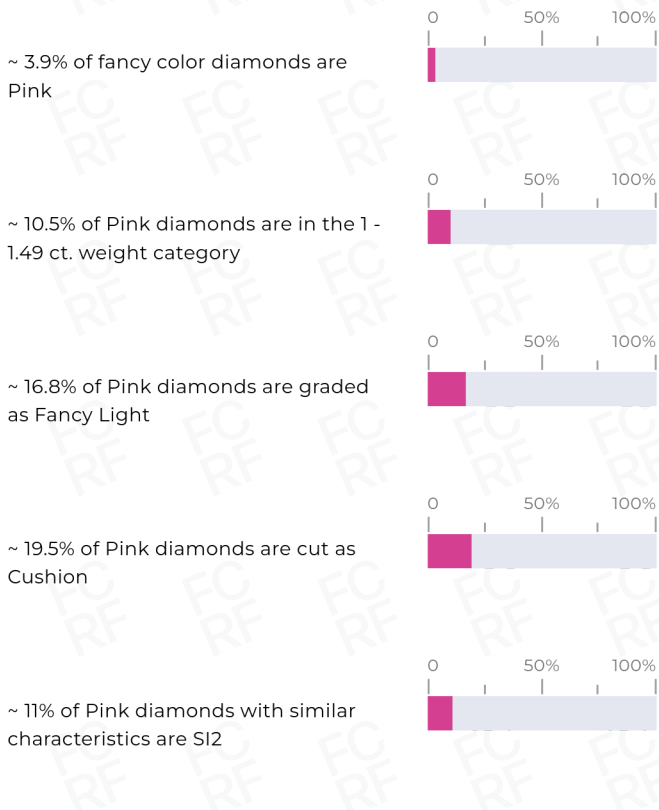 0 50% 100%
~ 3.9% of fancy color diamonds are
Pink
0 50% 100%
~ 10.5% of Pink diamonds are in the 1 -
1.49 ct. weight category
0 50% 100%
~ 16.8% of Pink diamonds are graded
as Fancy Light
0 50% 100%
~ 19.5% of Pink diamonds are cut as
Cushion
0 50% 100%
~ 11% of Pink diamonds with similar
characteristics are SI2
FC
RF